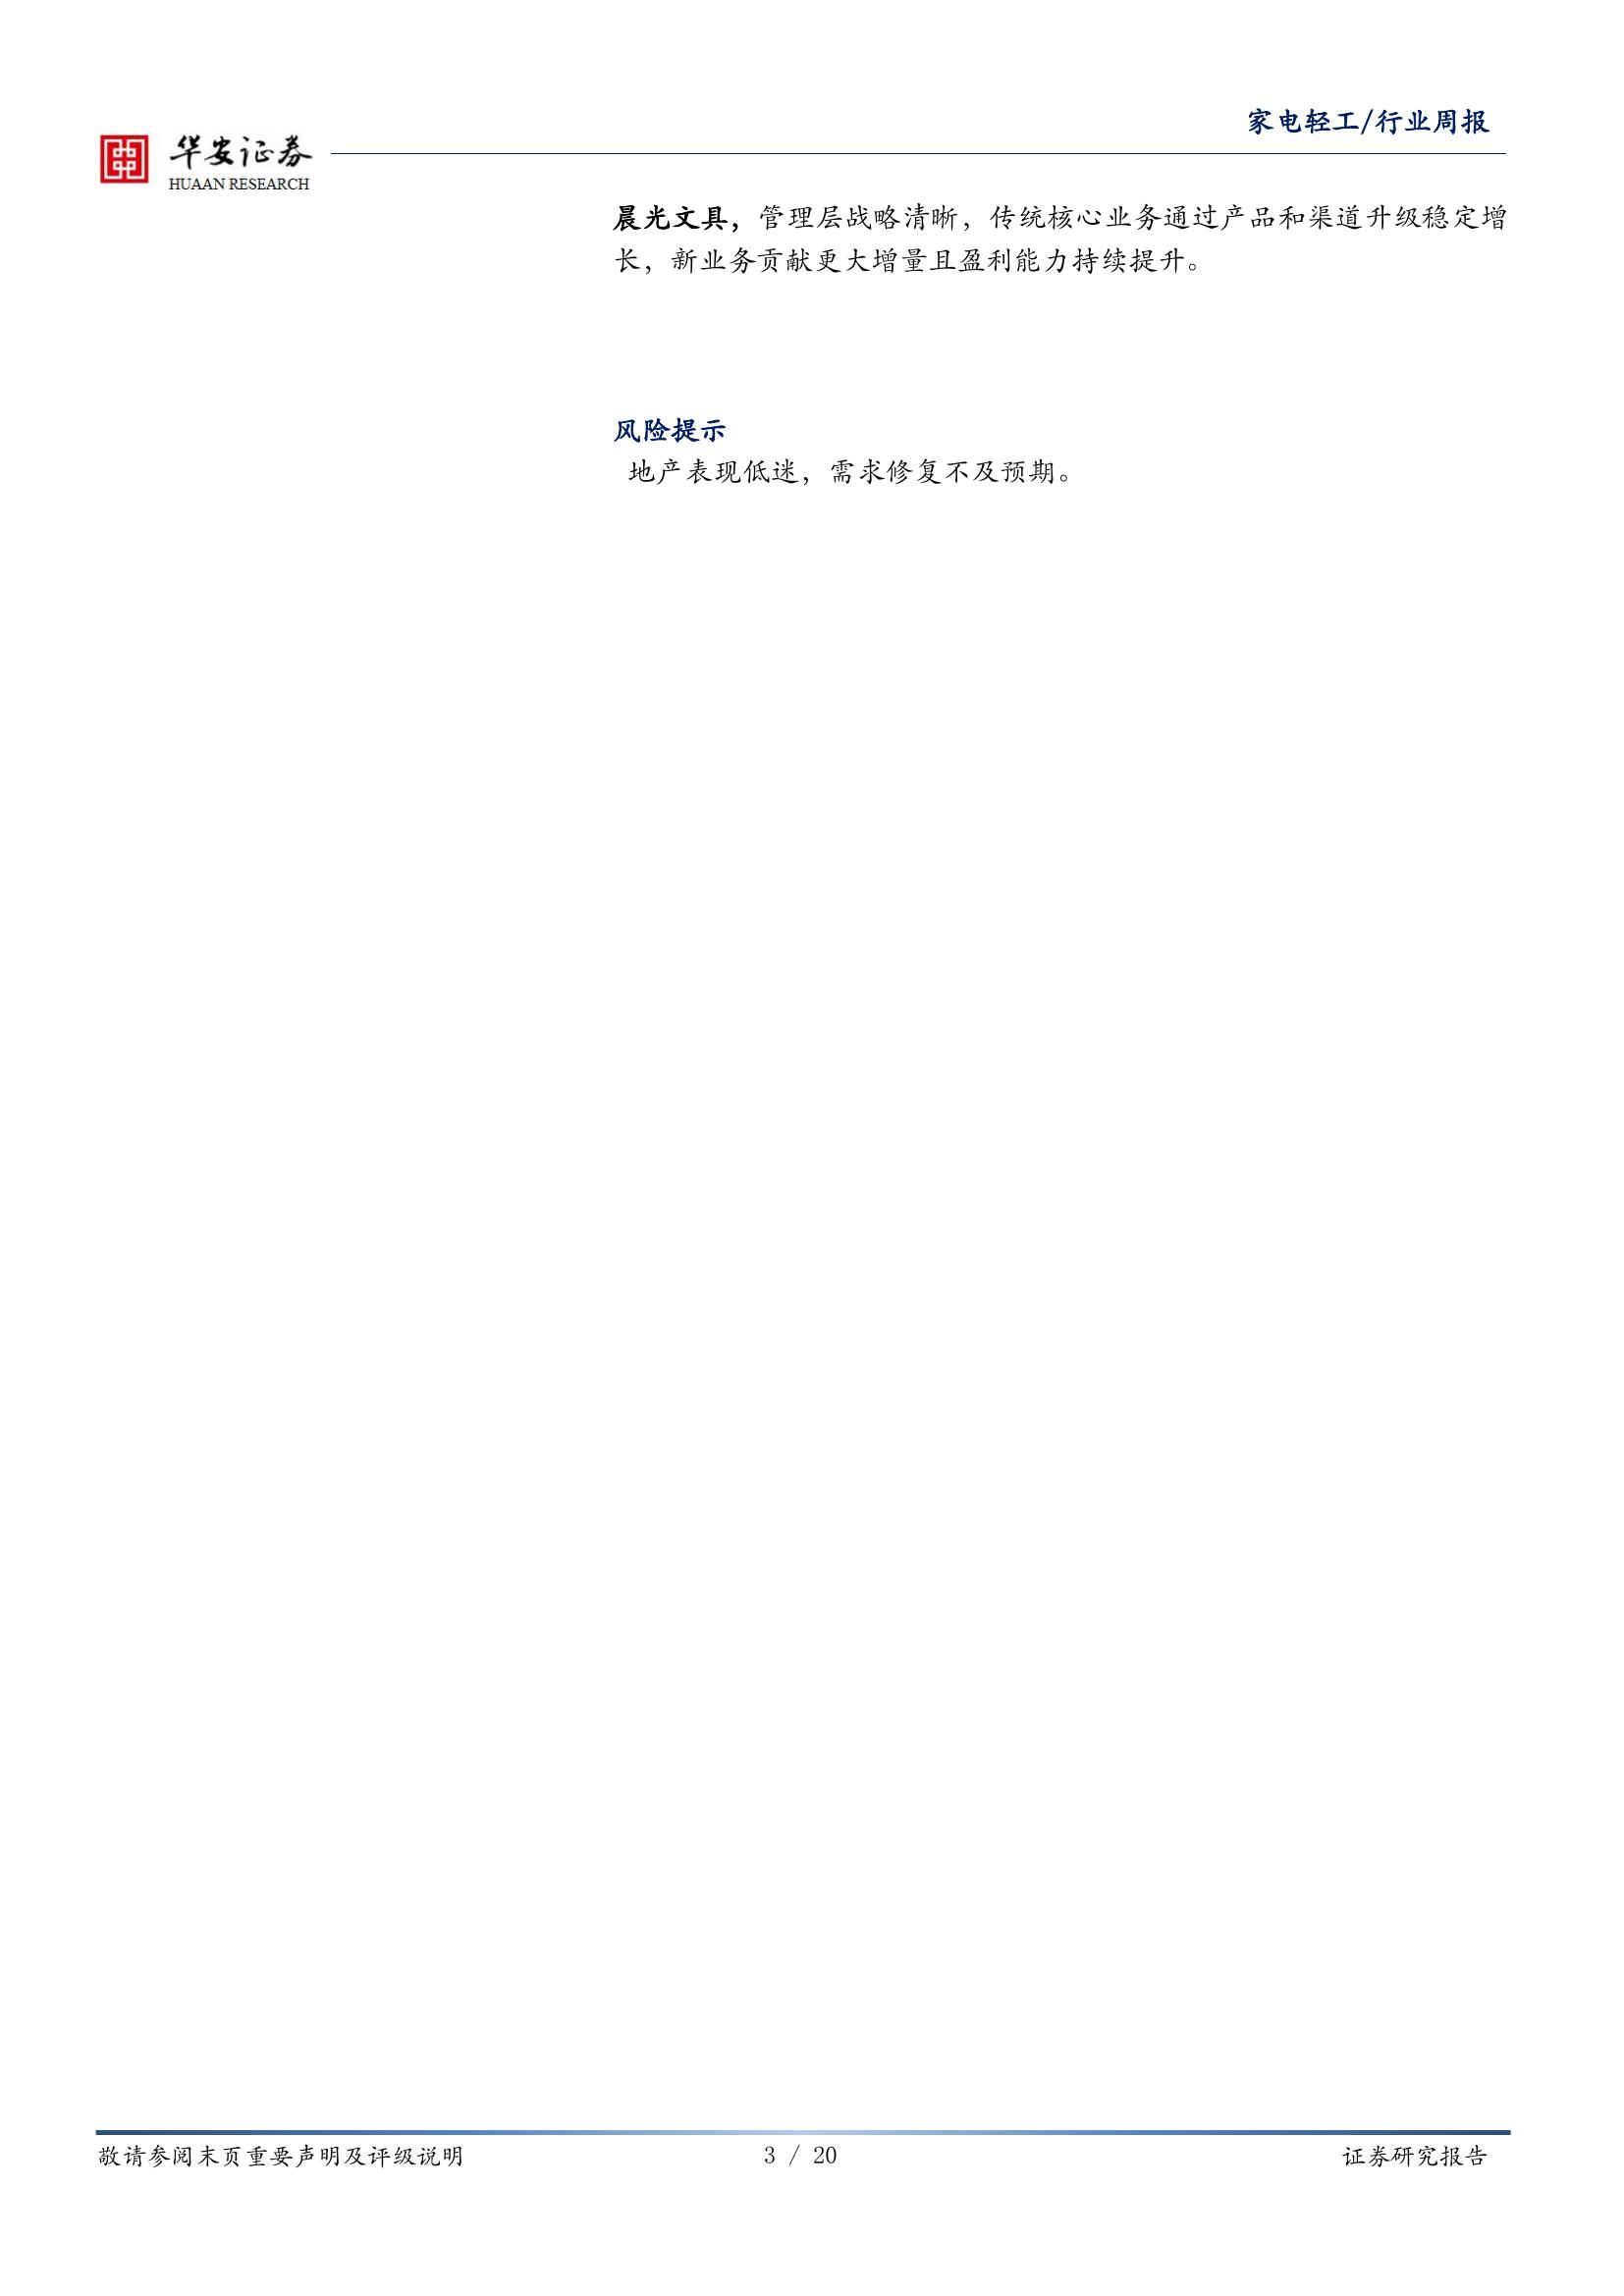 家电轻工/行业周报
华安证券
HUAAN RESEARCH
晨光文具，管理层战略清晰，传统核心业务通过产品和渠道升级稳定增
长，新业务贡献更大增量且盈利能力持续提升。
风险提示
地产表现低迷，需求修复不及预期。
敬请参阅末页重要声明及评级说明
3 / 20
证券研究报告